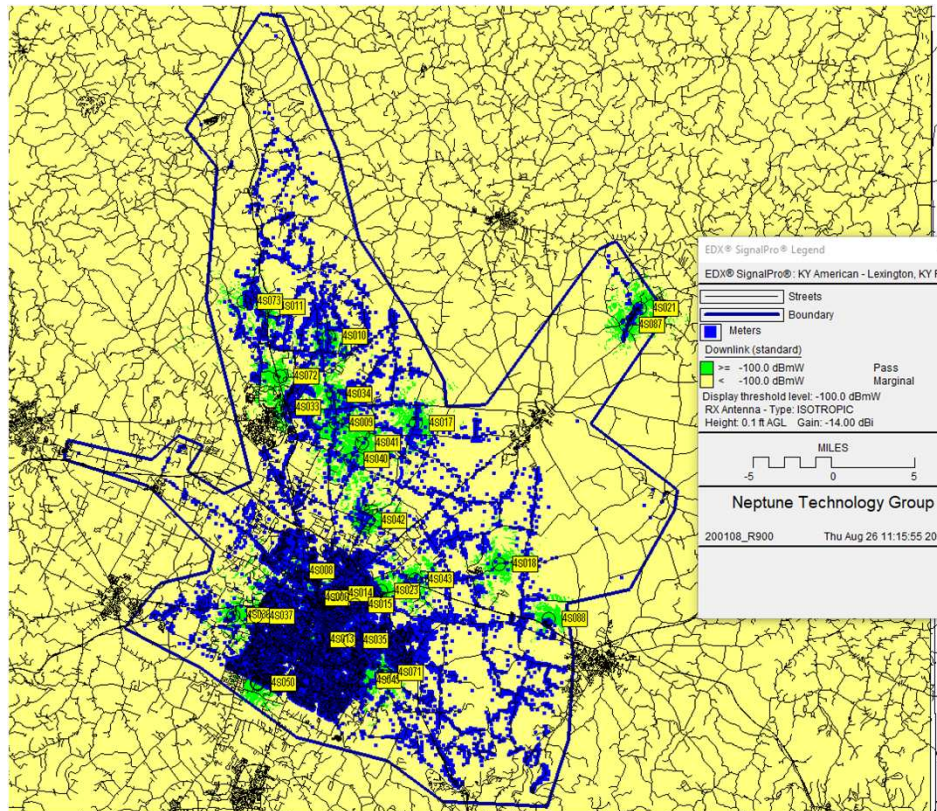 4S073
4S011
4S010
4S021
4S087
4S072
4S034
4S033
4S009
4S017
4S041
4S040
4S042
4S018
4S008
4S043
4S014
4S023
4S006
4S015
4S037
4S088
4S013
4S035
4S071
4S050
EDX® SignalPro® Legend
EDX® SignalPro® : KY American - Lexington, KY
Streets
Boundary
Meters
Downlink (standard)
>= -100.0 dBmW Pass
< -100.0 dBmW Marginal
Display threshold level: -100.0 dBmW
RX Antenna - Type: ISOTROPIC
Height: 0.1 ft AGL Gain: -14.00 dBi
MILES
-5 0 5
Neptune Technology Group
200108_R900 Thu Aug 26 11:15:55 20